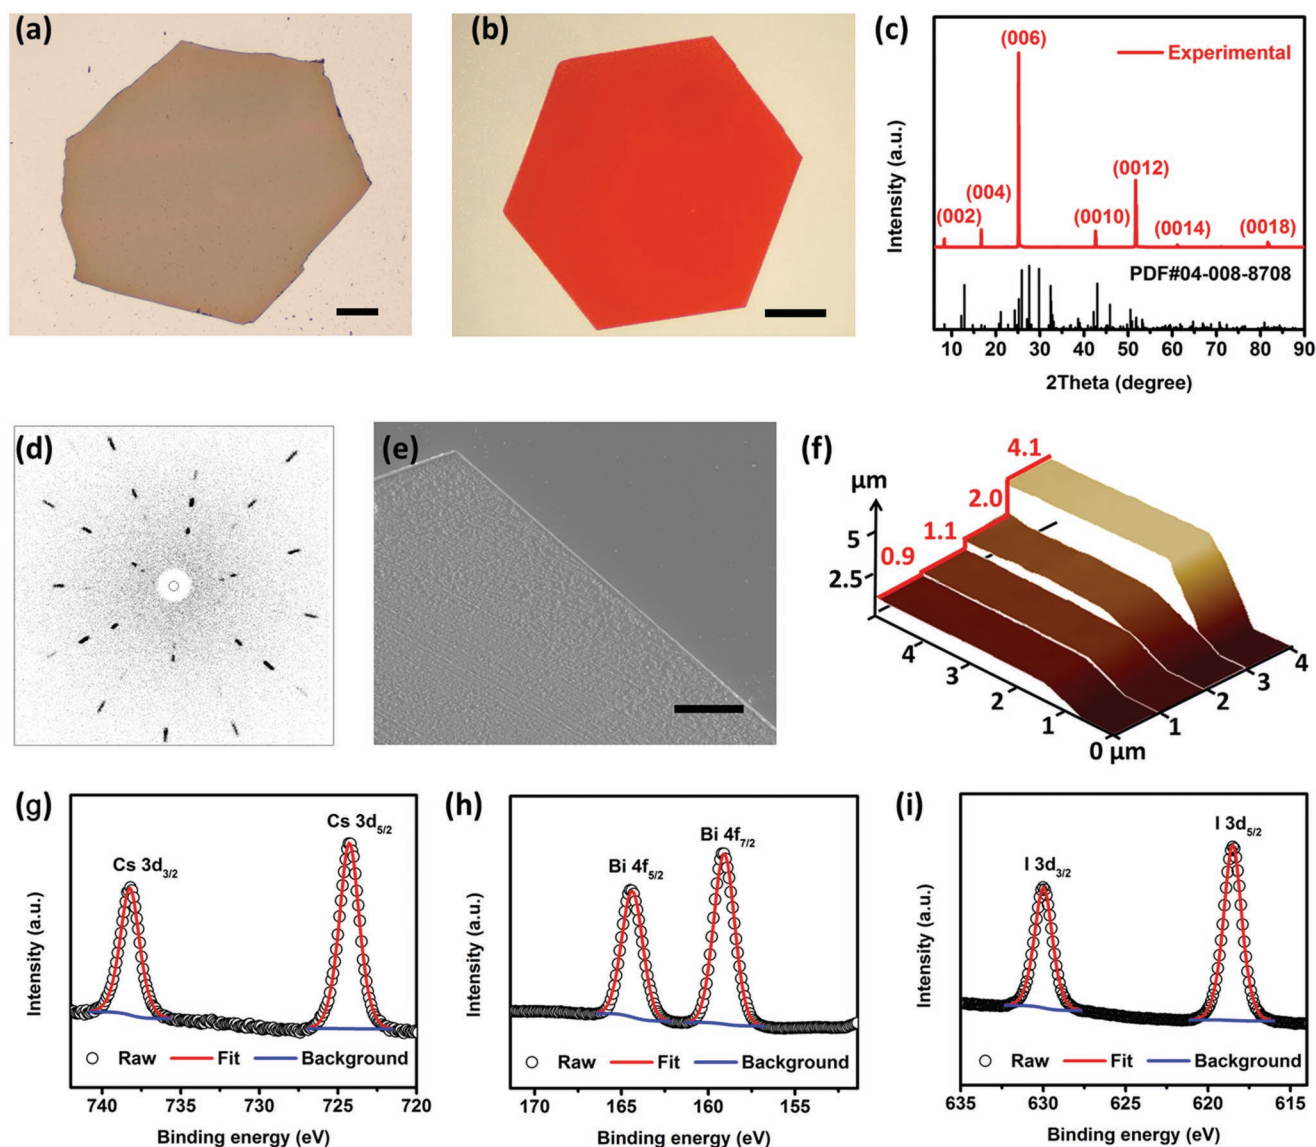 (a)
(b)
(c)
(006)
Experimental
(0012)
(004)
(002)
(0010)
(0014)
(0018)
PDF#04-008-8708
Intensity (a.u.)
10 20 30 40 50 60 70 80 90
2Theta (degree)
(d)
(e)
(f)
μm
4.1
2.0
1.1
0.9
5
2.5
4
3
2
1
0 μm
1
2
3
4
(g)
Cs 3d5/2
Cs 3d3/2
Intensity (a.u.)
Raw Fit Background
740 735 730 725 720
Binding energy (eV)
(h)
Bi 4f7/2
Bi 4f5/2
Intensity (a.u.)
Raw Fit Background
170 165 160 155
Binding energy (eV)
(i)
I 3d5/2
I 3d3/2
Intensity (a.u.)
Raw Fit Background
635 630 625 620 615
Binding energy (eV)